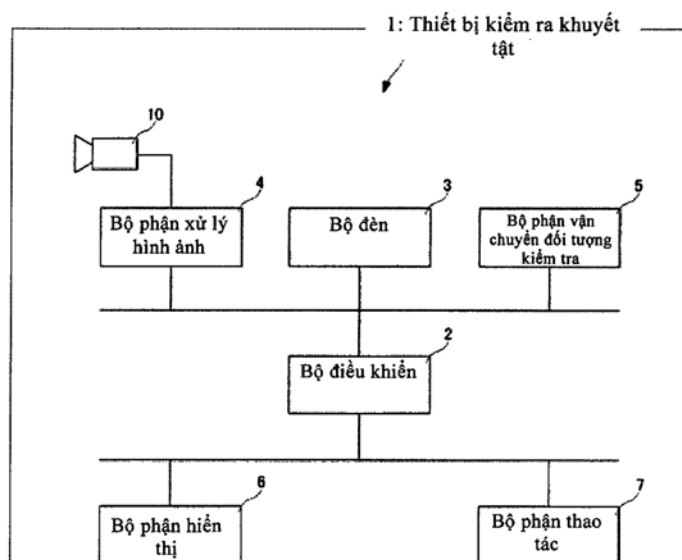 1: Thiết bị kiểm ra khuyết
tật
10
4
3
5
Bộ phận xử lý
hình ảnh
Bộ đèn
Bộ phận vận
chuyển đối tượng
kiểm tra
2
Bộ điều khiển
6
7
Bộ phận hiển
thị
Bộ phận thao
tác